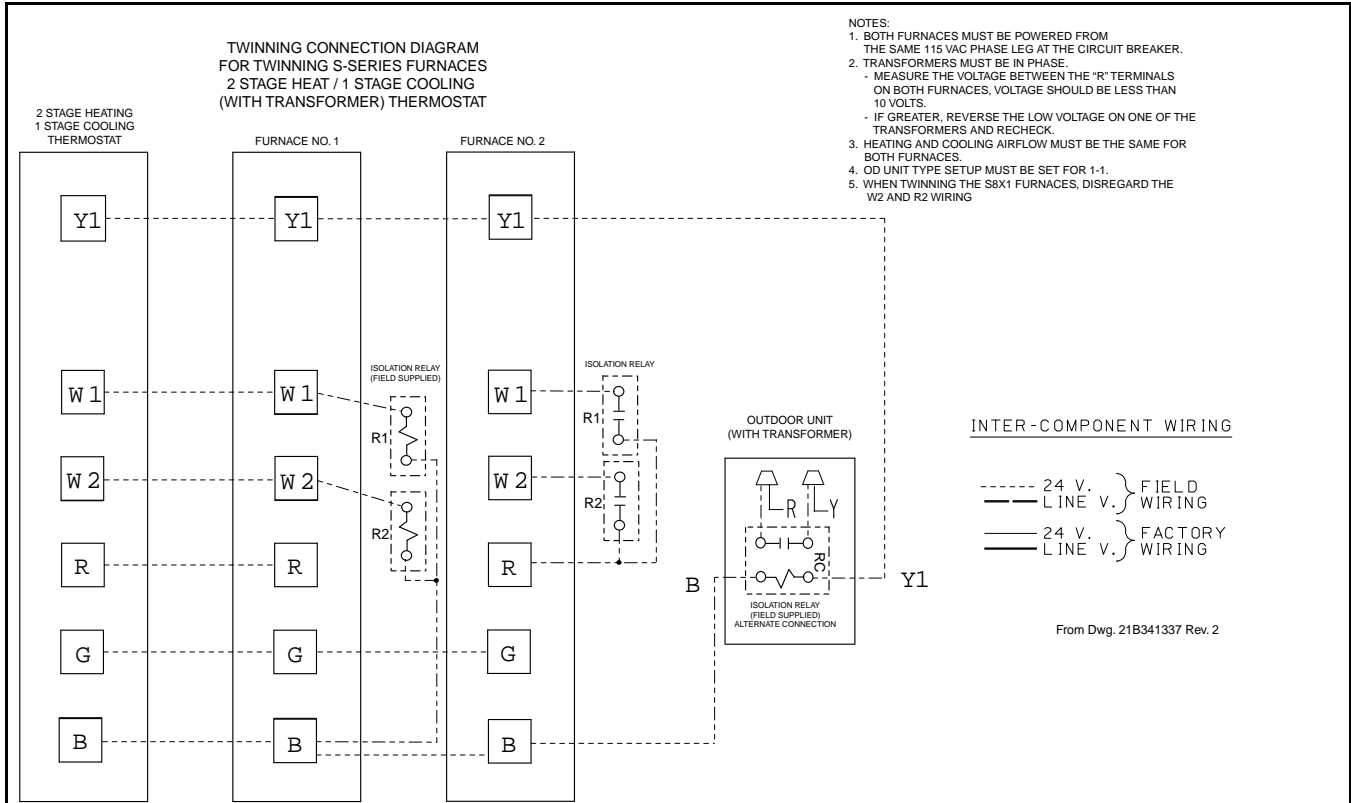 TWINNING CONNECTION DIAGRAM
FOR TWINNING S-SERIES FURNACES
2 STAGE HEAT / 1 STAGE COOLING
(WITH TRANSFORMER) THERMOSTAT
NOTES:
1. BOTH FURNACES MUST BE POWERED FROM
THE SAME 115 VAC PHASE LEG AT THE CIRCUIT BREAKER.
2. TRANSFORMERS MUST BE IN PHASE.
- MEASURE THE VOLTAGE BETWEEN THE "R" TERMINALS
ON BOTH FURNACES, VOLTAGE SHOULD BE LESS THAN
10 VOLTS.
- IF GREATER, REVERSE THE LOW VOLTAGE ON ONE OF THE
TRANSFORMERS AND RECHECK.
3. HEATING AND COOLING AIRFLOW MUST BE THE SAME FOR
BOTH FURNACES.
4. OD UNIT TYPE SETUP MUST BE SET FOR 1-1.
5. WHEN TWINNING THE S8X1 FURNACES, DISREGARD THE
W2 AND R2 WIRING
2 STAGE HEATING
1 STAGE COOLING
THERMOSTAT
Y1
W1
W2
R
G
B
FURNACE NO. 1
Y1
W1
W2
R
G
B
ISOLATION RELAY
(FIELD SUPPLIED)
R1
R2
FURNACE NO. 2
Y1
W1
W2
R
G
B
ISOLATION RELAY
R1
R2
OUTDOOR UNIT
(WITH TRANSFORMER)
R
Y
RC
B
Y1
ISOLATION RELAY
(FIELD SUPPLIED)
ALTERNATE CONNECTION
INTER-COMPONENT WIRING
24 V.
LINE V.
FIELD
WIRING
24 V.
LINE V.
FACTORY
WIRING
From Dwg. 21B341337 Rev. 2